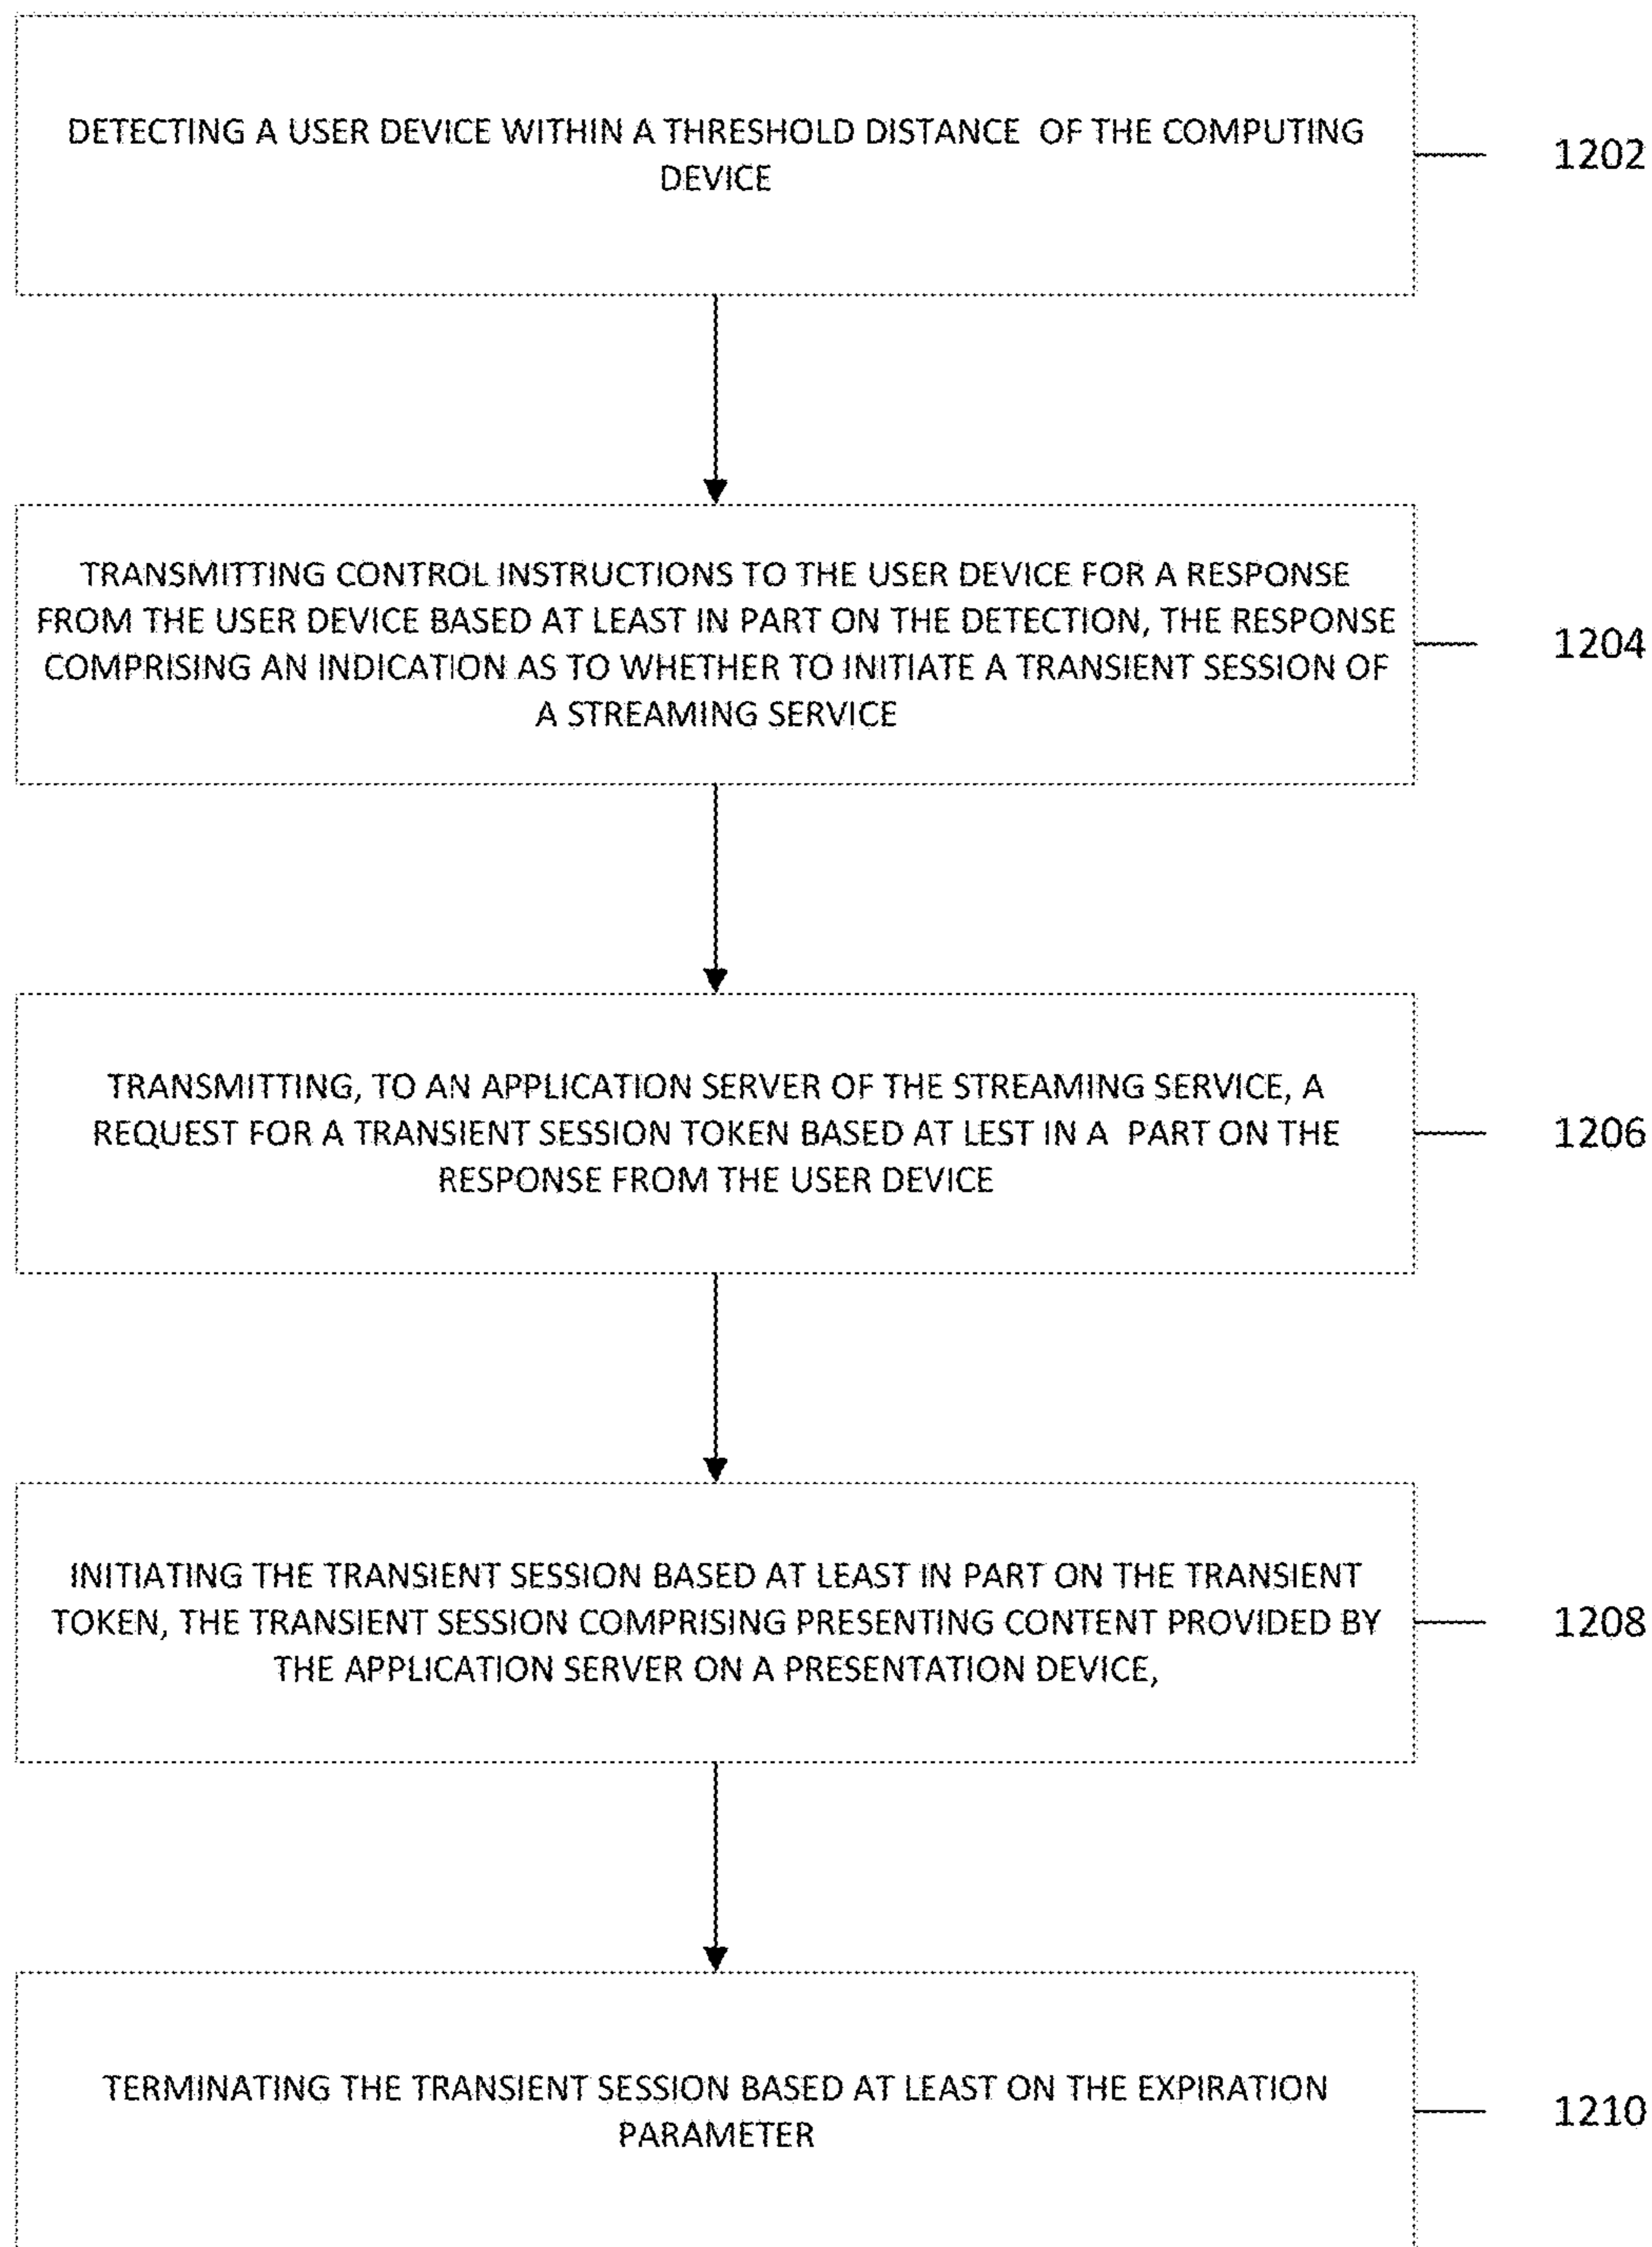 DETECTING A USER DEVICE WITHIN A THRESHOLD DISTANCE OF THE COMPUTING
DEVICE
1202
TRANSMITTING CONTROL INSTRUCTIONS TO THE USER DEVICE FOR A RESPONSE
FROM THE USER DEVICE BASED AT LEAST IN PART ON THE DETECTION, THE RESPONSE
COMPRISING AN INDICATION AS TO WHETHER TO INITIATE A TRANSIENT SESSION OF
A STREAMING SERVICE
1204
TRANSMITTING, TO AN APPLICATION SERVER OF THE STREAMING SERVICE, A
REQUEST FOR A TRANSIENT SESSION TOKEN BASED AT LEST IN A PART ON THE
RESPONSE FROM THE USER DEVICE
1206
INITIATING THE TRANSIENT SESSION BASED AT LEAST IN PART ON THE TRANSIENT
TOKEN, THE TRANSIENT SESSION COMPRISING PRESENTING CONTENT PROVIDED BY
THE APPLICATION SERVER ON A PRESENTATION DEVICE,
1208
TERMINATING THE TRANSIENT SESSION BASED AT LEAST ON THE EXPIRATION
PARAMETER
1210